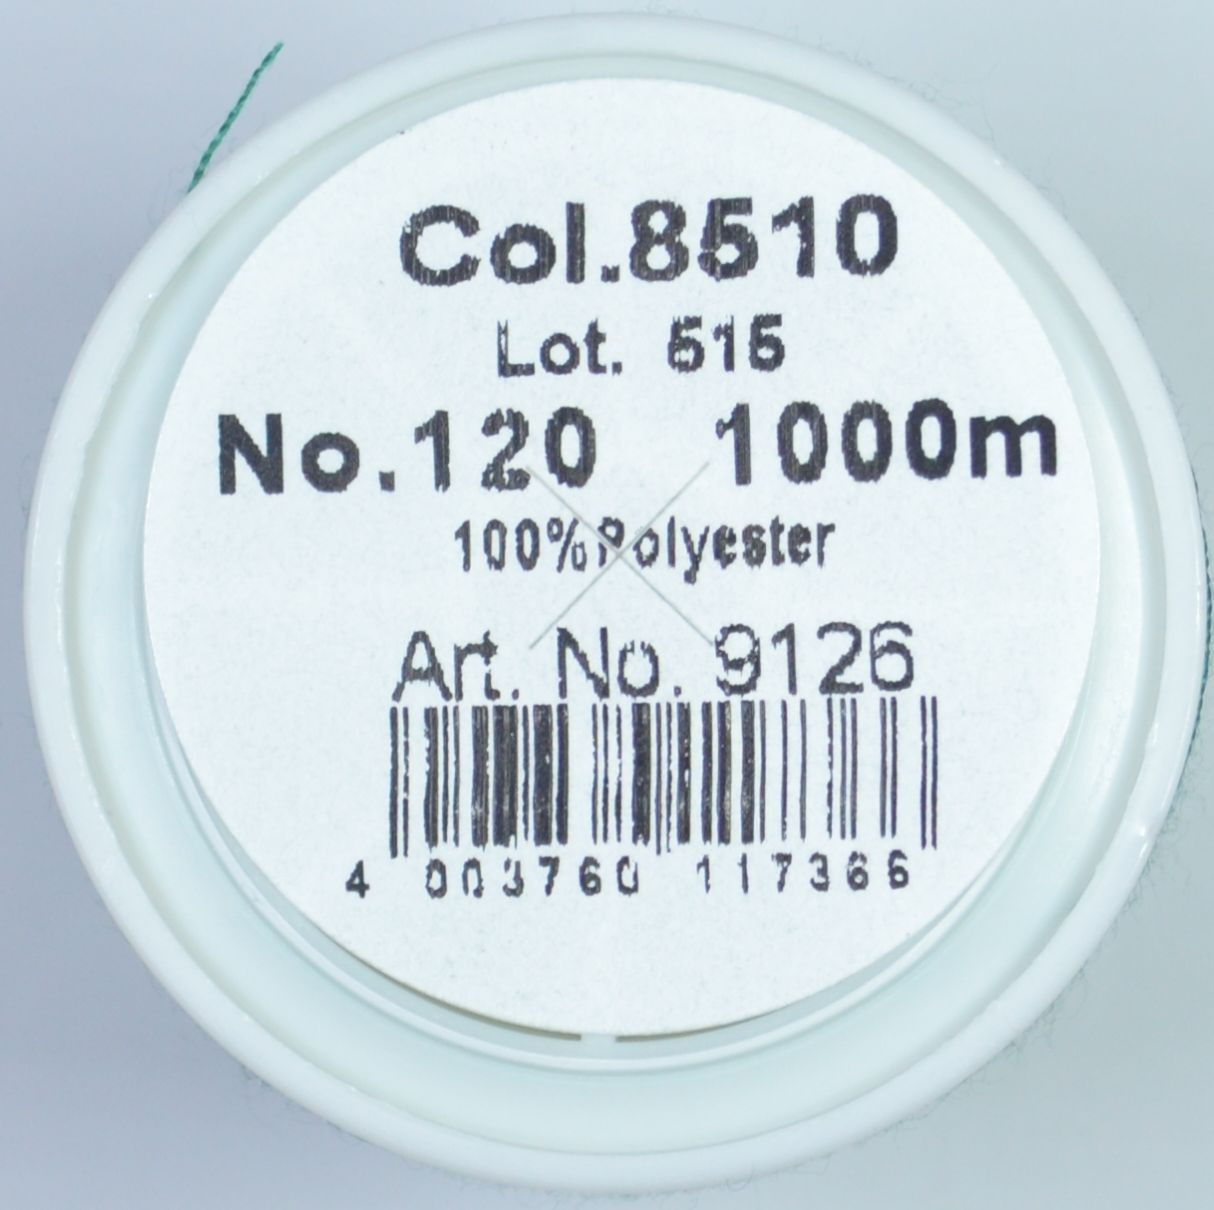 Col.8510
Lot. 515
No.120 1000m
100%Polyester
Art. No. 9126
4 003760 117366